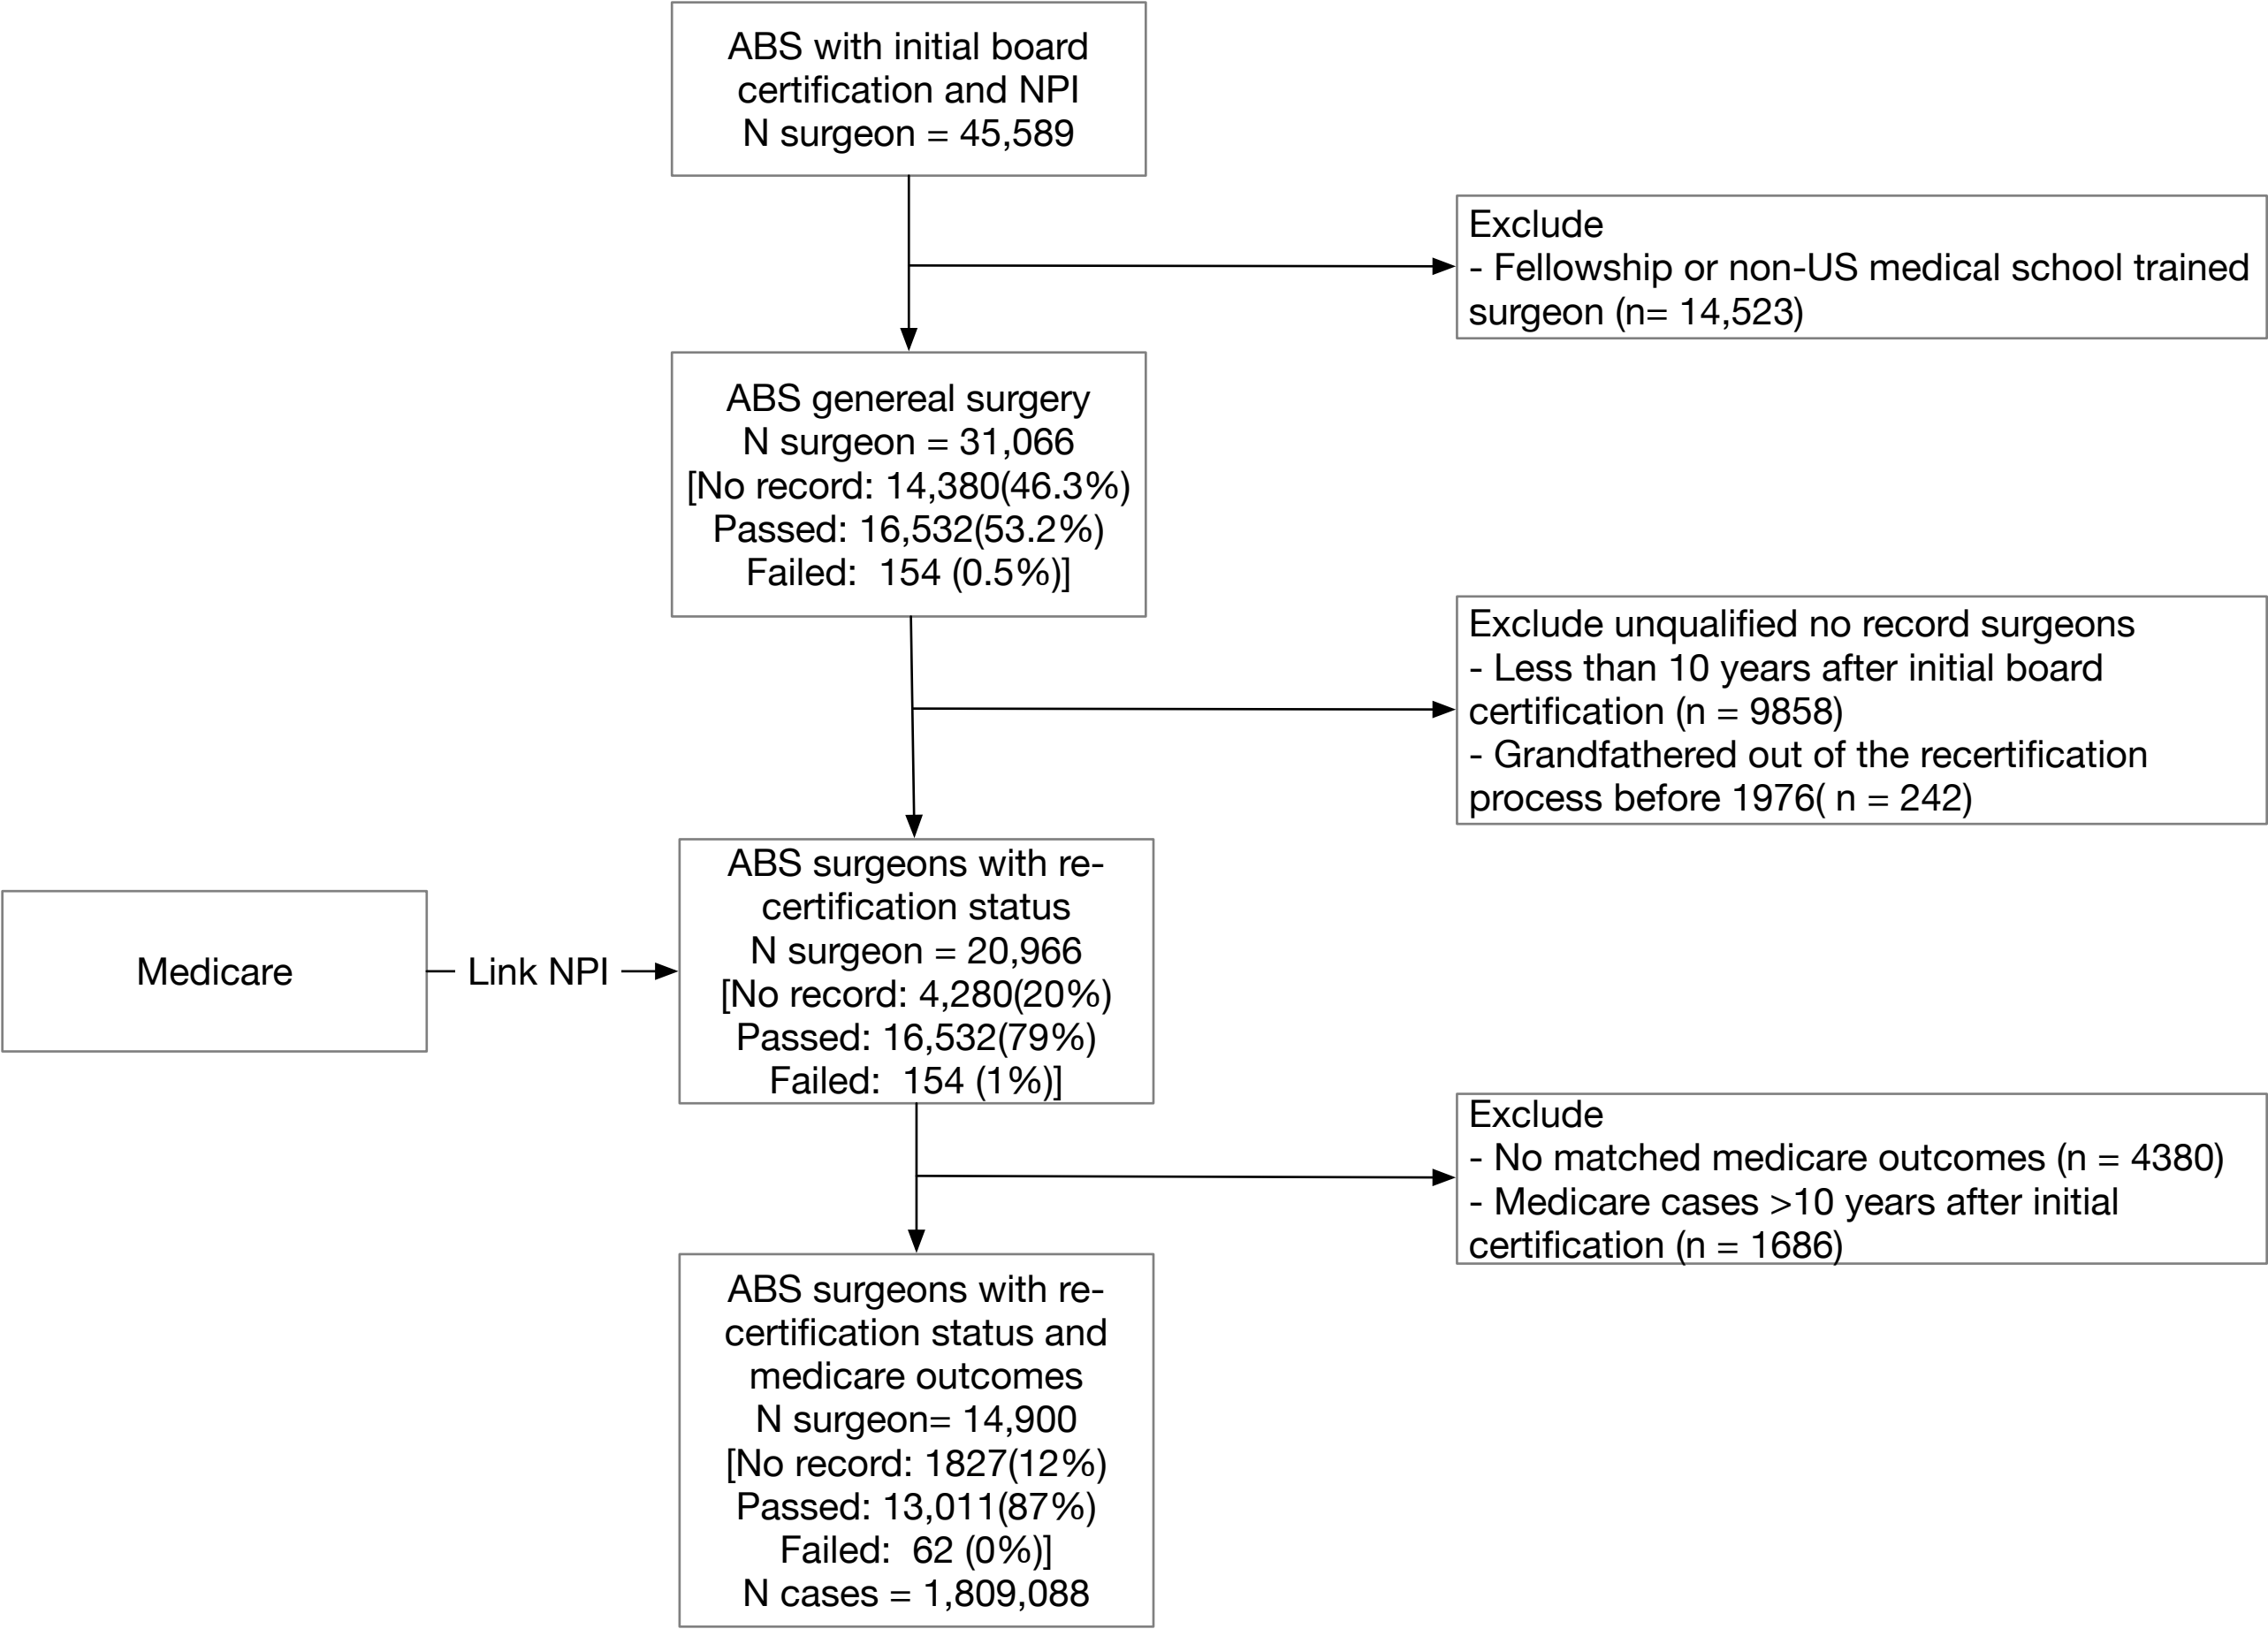 ABS with initial board
certification and NPI
N surgeon = 45,589
Exclude
- Fellowship or non-US medical school trained
surgeon (n= 14,523)
ABS genereal surgery
N surgeon = 31,066
[No record: 14,380(46.3%)
Passed: 16,532(53.2%)
Failed:  154 (0.5%)]
Exclude unqualified no record surgeons
- Less than 10 years after initial board
certification (n = 9858)
- Grandfathered out of the recertification
process before 1976( n = 242)
Medicare
Link NPI
ABS surgeons with re-
certification status
N surgeon = 20,966
[No record: 4,280(20%)
Passed: 16,532(79%)
Failed:  154 (1%)]
Exclude
- No matched medicare outcomes (n = 4380)
- Medicare cases >10 years after initial
certification (n = 1686)
ABS surgeons with re-
certification status and
medicare outcomes
N surgeon= 14,900
[No record: 1827(12%)
Passed: 13,011(87%)
Failed:  62 (0%)]
N cases = 1,809,088